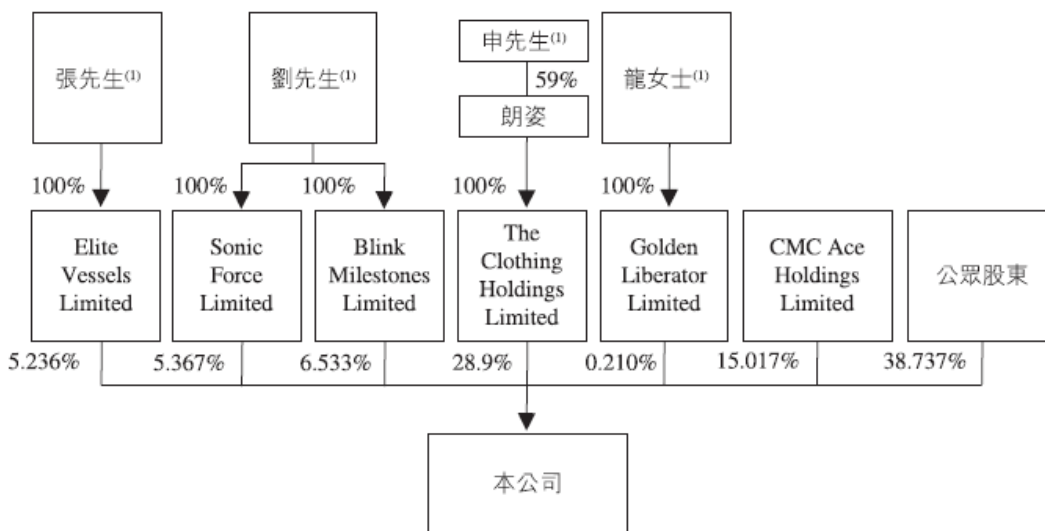 張先生(1)
劉先生(1)
申先生(1)
59%
朗姿
龍女士(1)
100%
100%
100%
100%
100%
Elite
Vessels
Limited
Sonic
Force
Limited
Blink
Milestones
Limited
The
Clothing
Holdings
Limited
Golden
Liberator
Limited
CMC Ace
Holdings
Limited
公眾股東
5.236%
5.367%
6.533%
28.9%
0.210%
15.017%
38.737%
本公司